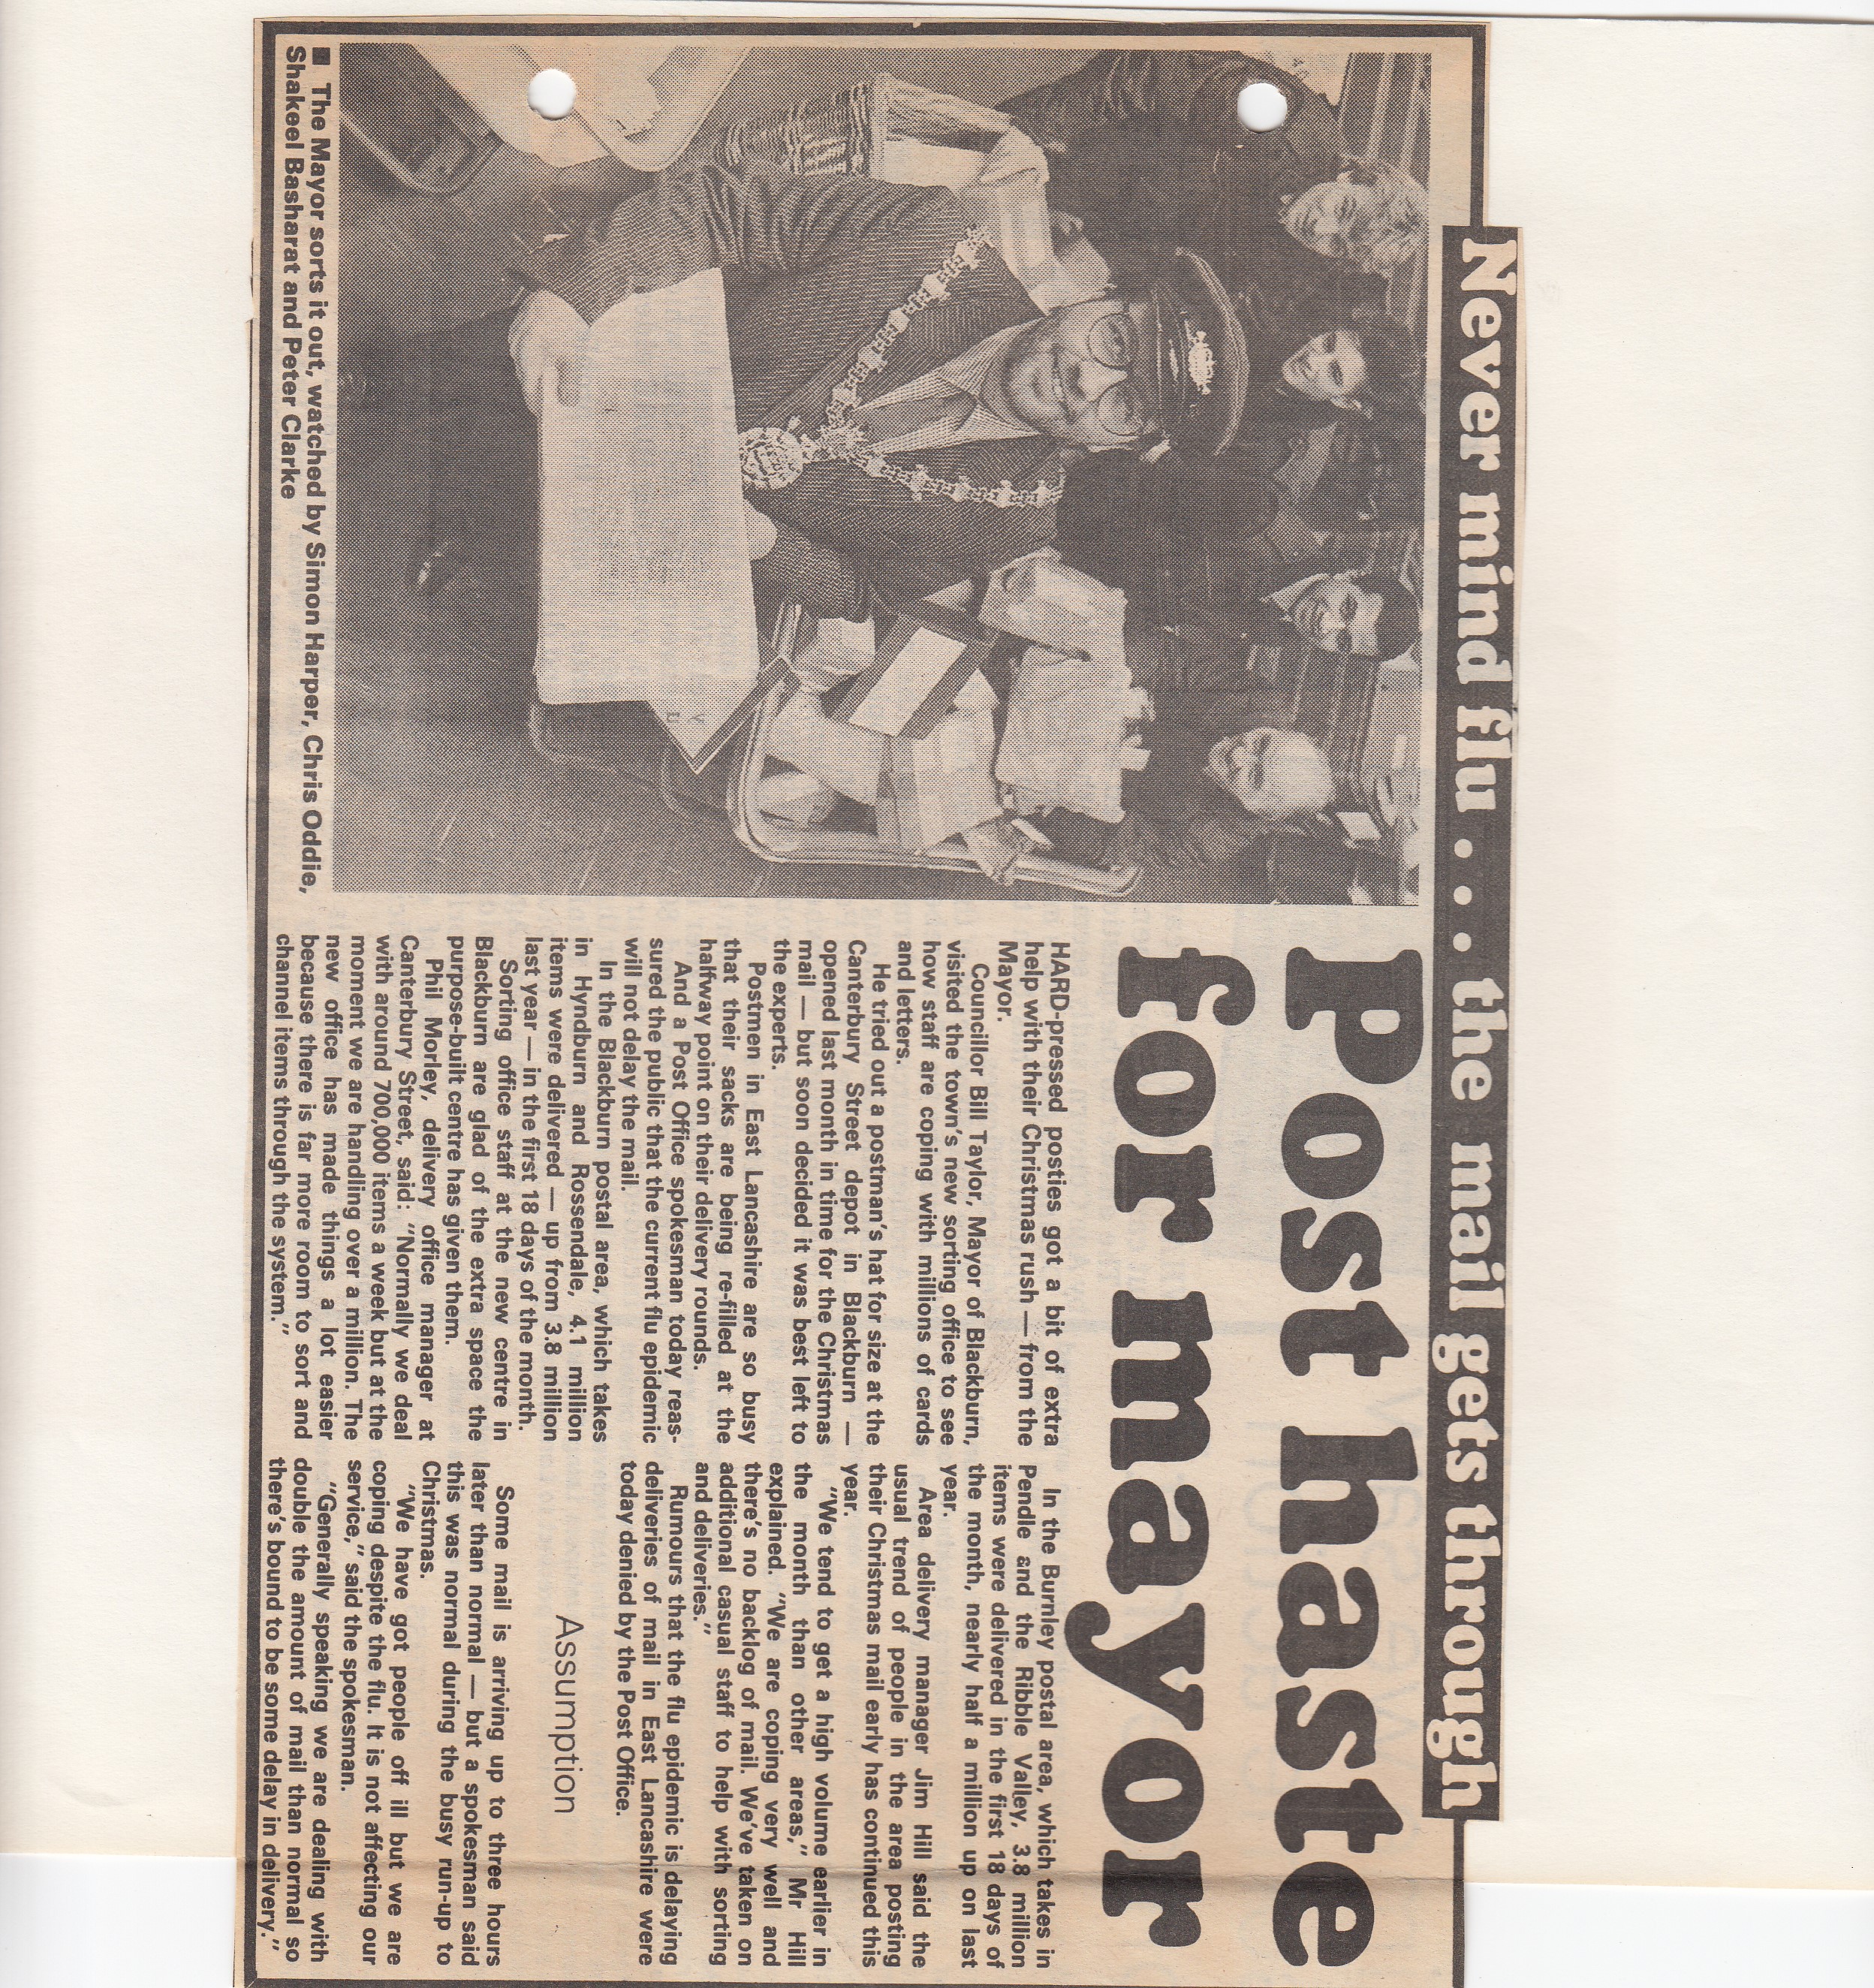 Never mind flu . . . the mail gets through
Post haste
for mayor
■ The Mayor sorts it out, watched by Simon Harper, Chris Oddie,
Shakeel Basharat and Peter Clarke
HARD-pressed posties got a bit of extra
help with their Christmas rush — from the
Mayor.
Councillor Bill Taylor, Mayor of Blackburn,
visited the town's new sorting office to see
how staff are coping with millions of cards
and letters.
He tried out a postman's hat for size at the
Canterbury Street depot in Blackburn —
opened last month in time for the Christmas
mail — but soon decided it was best left to
the experts.
Postmen in East Lancashire are so busy
that their sacks are being re-filled at the
halfway point on their delivery rounds.
And a Post Office spokesman today reas-
sured the public that the current flu epidemic
will not delay the mail.
In the Blackburn postal area, which takes
in Hyndburn and Rossendale, 4.1 million
items were delivered — up from 3.8 million
last year — in the first 18 days of the month.
Sorting office staff at the new centre in
Blackburn are glad of the extra space the
purpose-built centre has given them.
Phil Morley, delivery office manager at
Canterbury Street, said: "Normally we deal
with around 700,000 items a week but at the
moment we are handling over a million. The
new office has made things a lot easier
because there is far more room to sort and
channel items through the system."
In the Burnley postal area, which takes in
Pendle and the Ribble Valley, 3.8 million
items were delivered in the first 18 days of
the month, nearly half a million up on last
year.
Area delivery manager Jim Hill said the
usual trend of people in the area posting
their Christmas mail early has continued this
year.
"We tend to get a high volume earlier in
the month than other areas," Mr Hill
explained. "We are coping very well and
there's no backlog of mail. We've taken on
additional casual staff to help with sorting
and deliveries."
Rumours that the flu epidemic is delaying
deliveries of mail in East Lancashire were
today denied by the Post Office.
Assumption
Some mail is arriving up to three hours
later than normal — but a spokesman said
this was normal during the busy run-up to
Christmas.
"We have got people off ill but we are
coping despite the flu. It is not affecting our
service," said the spokesman.
"Generally speaking we are dealing with
double the amount of mail than normal so
there's bound to be some delay in delivery."